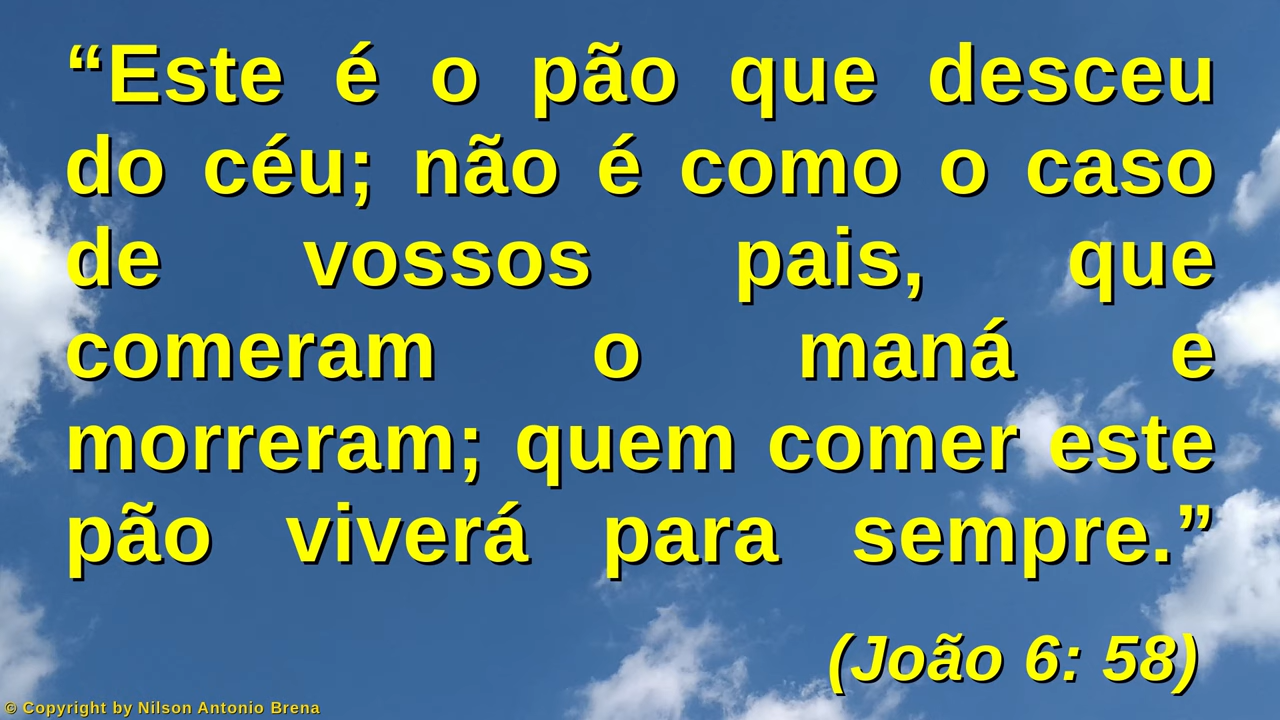 “Este é o pão que desceu
do céu; não é como o caso
de vossos pais, que
comeram o maná e
morreram; quem comer este
pão viverá para sempre.”
(João 6: 58)
© Copyright by Nilson Antonio Brena